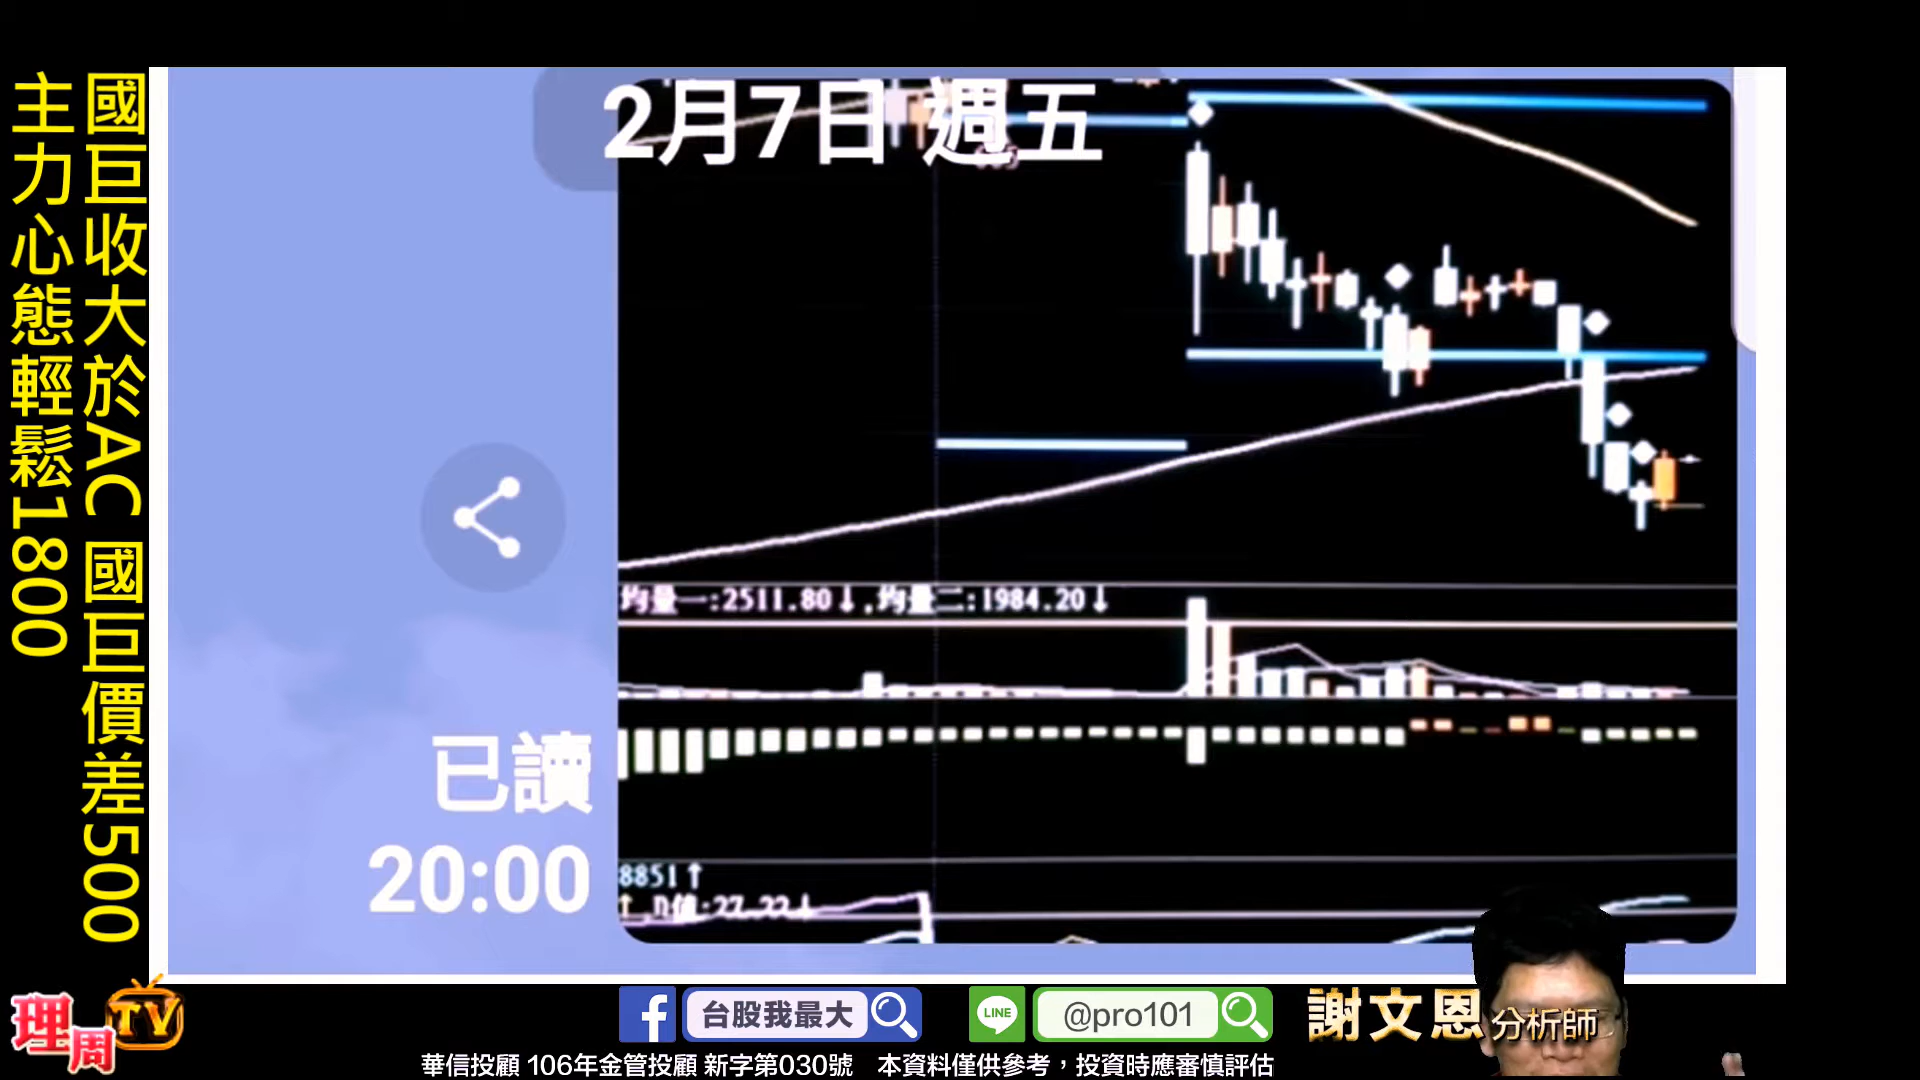 國巨收大於AC 國巨價差500
主力心態輕鬆1800
2月7日 週五
均量一:2511.80↓,均量二:1984.20↓
已讀
20:00
8851↑
↑,D值:27.22↓
理周TV
台股我最大
LINE
@pro101
謝文恩 分析師
華信投顧 106年金管投顧 新字第030號 本資料僅供參考，投資時應審慎評估